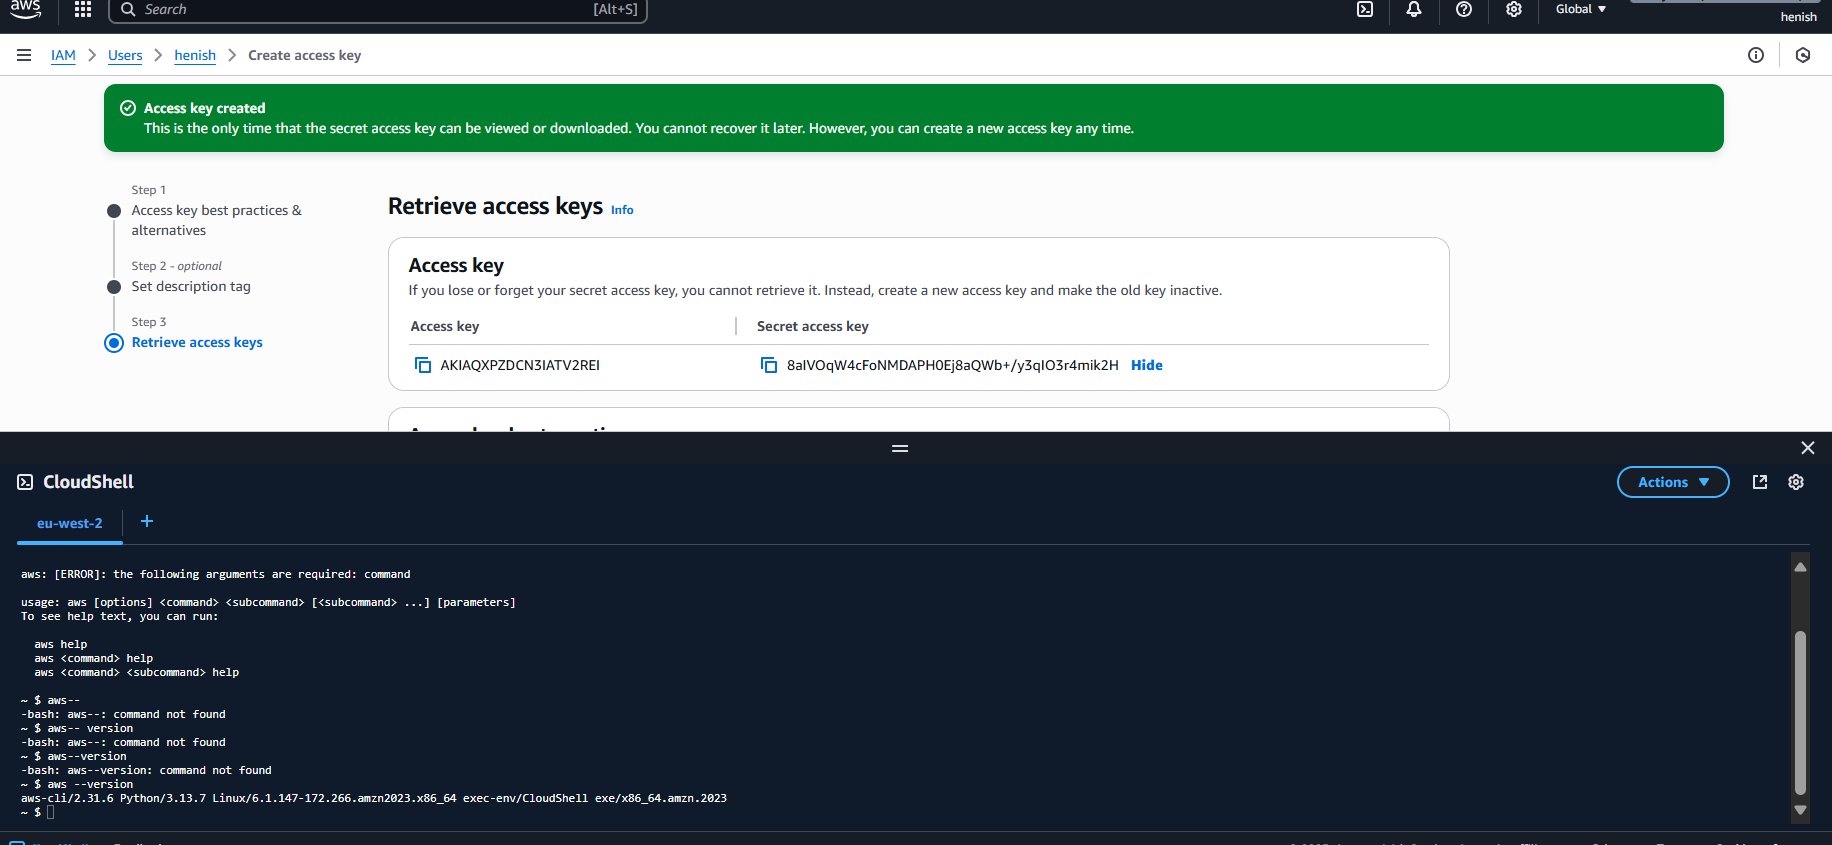 aws
Search
[Alt+S]
Global
henish
IAM
Users
henish
Create access key
Access key created
This is the only time that the secret access key can be viewed or downloaded. You cannot recover it later. However, you can create a new access key any time.
Step 1
Access key best practices &
alternatives
Step 2 - optional
Set description tag
Step 3
Retrieve access keys
Retrieve access keys Info
Access key
If you lose or forget your secret access key, you cannot retrieve it. Instead, create a new access key and make the old key inactive.
Access key
Secret access key
AKIAQXPZDCN3IATV2REI
8aIVOqW4cFoNMDAPH0Ej8aQWb+/y3qIO3r4mik2H Hide
CloudShell
Actions
eu-west-2
+
aws: [ERROR]: the following arguments are required: command
usage: aws [options] <command> <subcommand> [<subcommand> ...] [parameters]
To see help text, you can run:
aws help
aws <command> help
aws <command> <subcommand> help
~ $ aws--
-bash: aws--: command not found
~ $ aws-- version
-bash: aws--: command not found
~ $ aws--version
-bash: aws--version: command not found
~ $ aws --version
aws-cli/2.31.6 Python/3.13.7 Linux/6.1.147-172.266.amzn2023.x86_64 exec-env/CloudShell exe/x86_64.amzn.2023
~ $